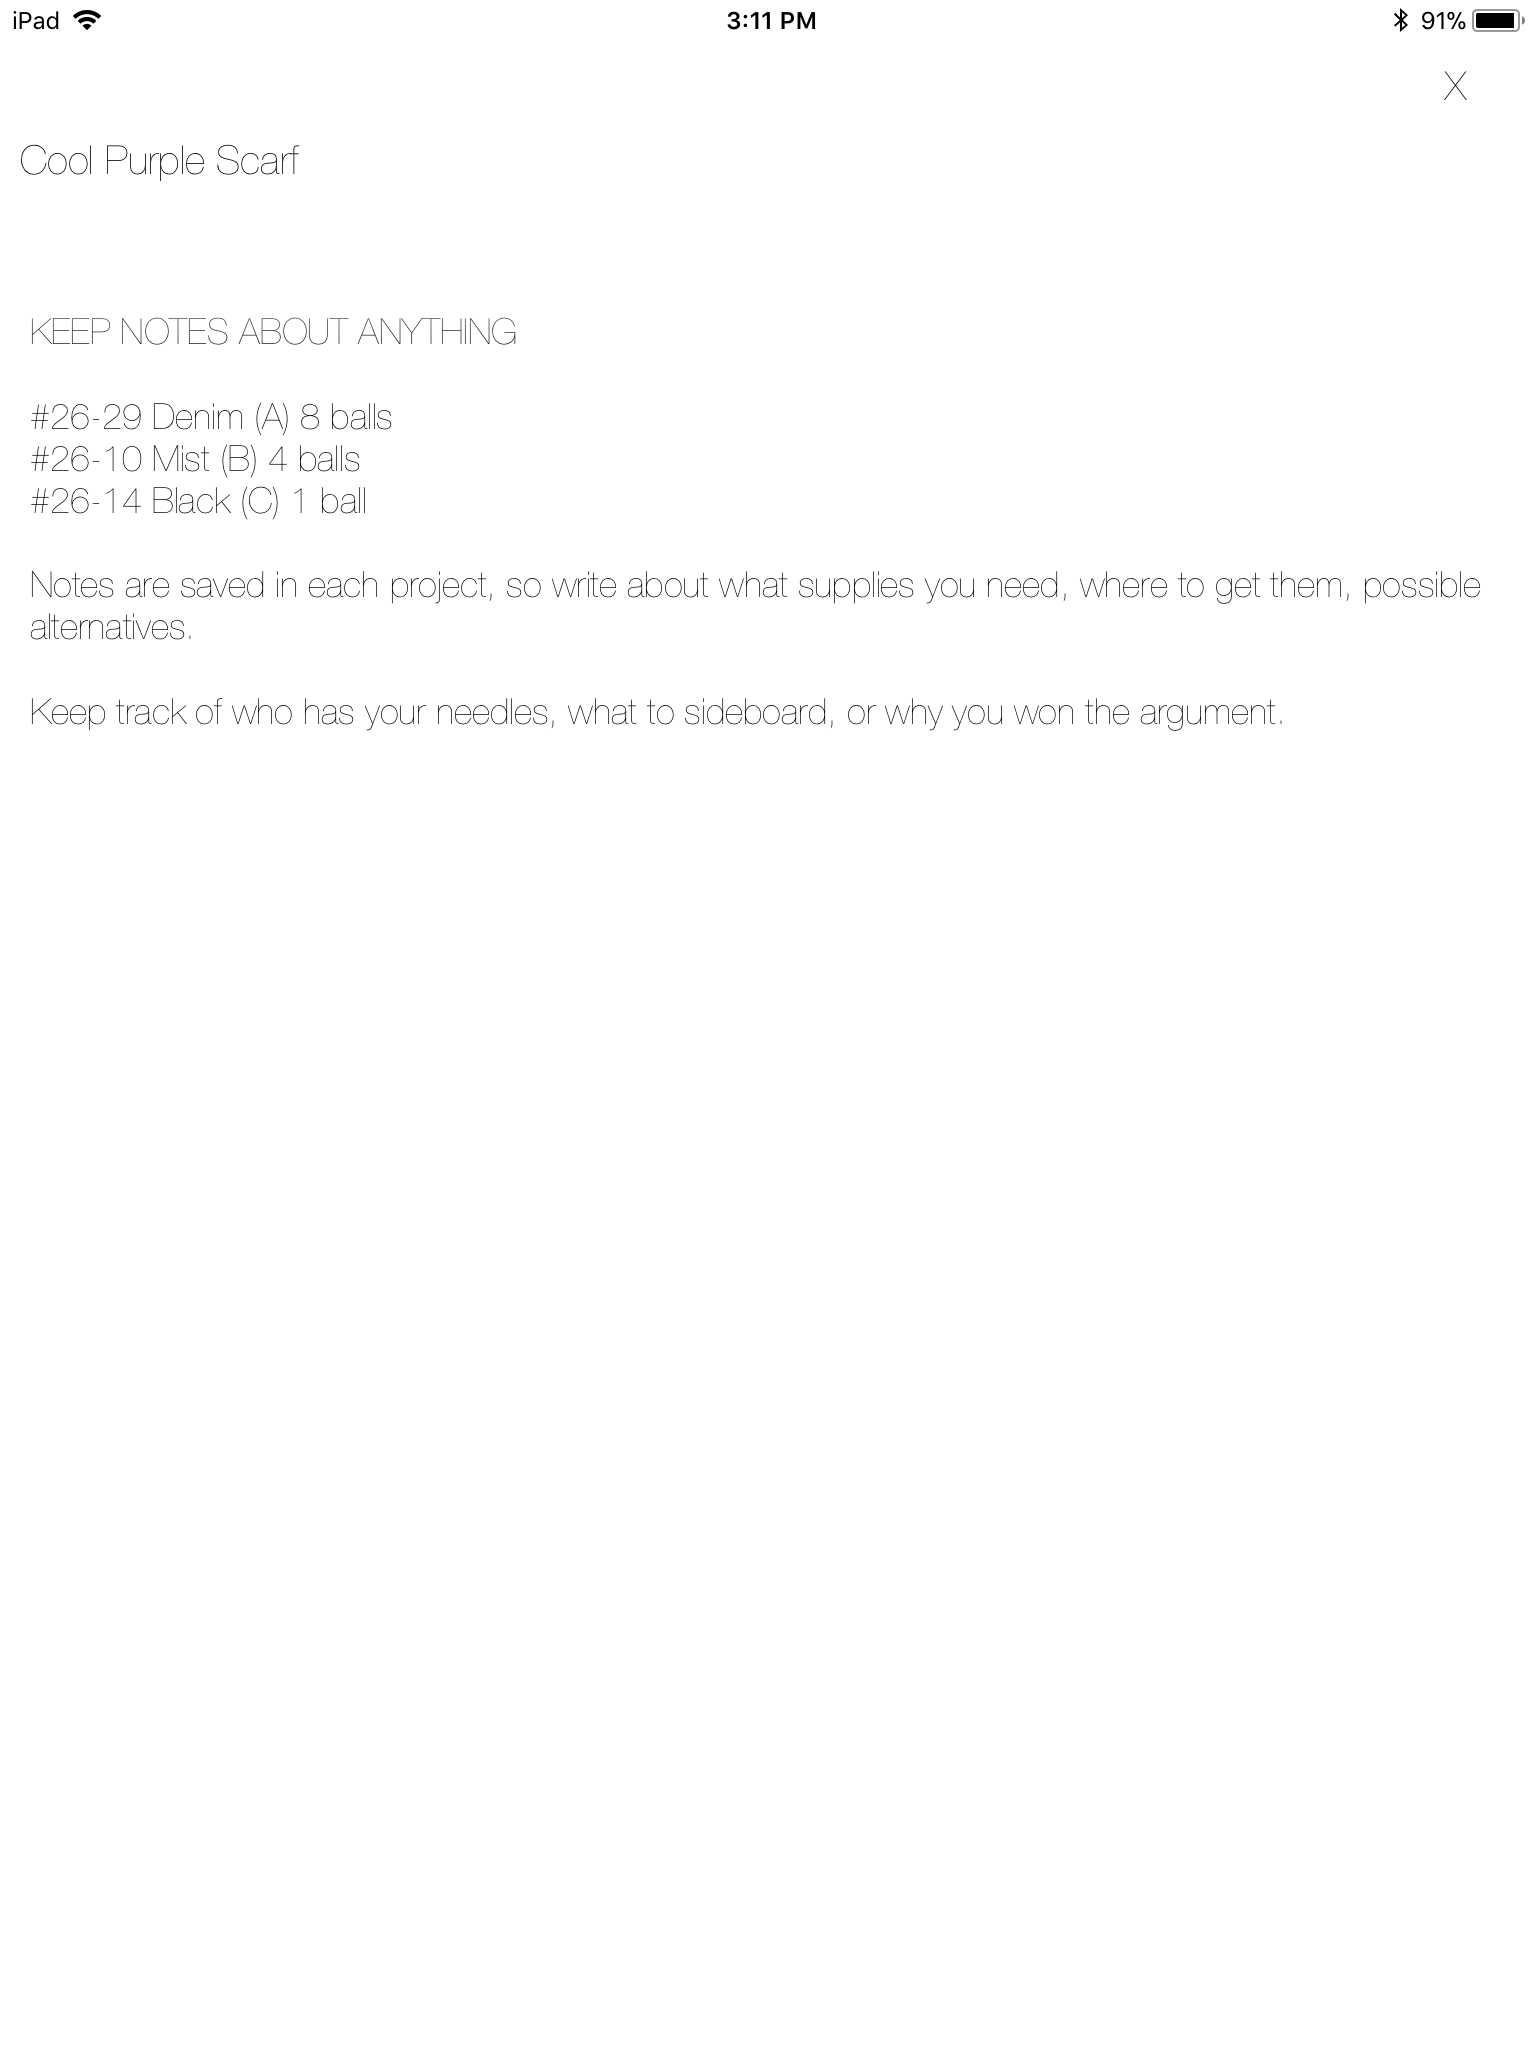 iPad 3:11 PM 91%
X
Cool Purple Scarf
KEEP NOTES ABOUT ANYTHING
#26-29 Denim (A) 8 balls
#26-10 Mist (B) 4 balls
#26-14 Black (C) 1 ball
Notes are saved in each project, so write about what supplies you need, where to get them, possible
alternatives.
Keep track of who has your needles, what to sideboard, or why you won the argument.